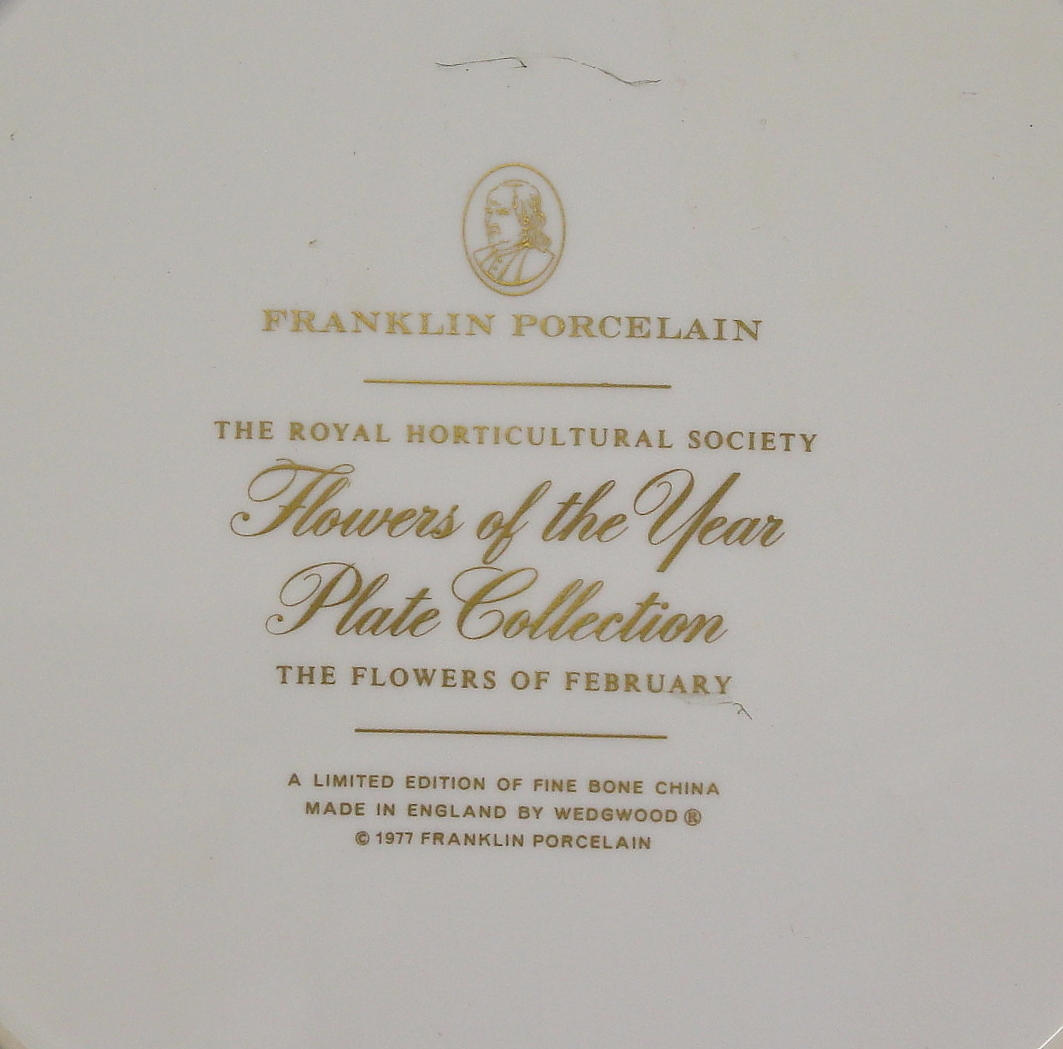 FRANKLIN PORCELAIN
THE ROYAL HORTICULTURAL SOCIETY
Flowers of the Year
Plate Collection
THE FLOWERS OF FEBRUARY
A LIMITED EDITION OF FINE BONE CHINA
MADE IN ENGLAND BY WEDGWOOD ®
© 1977 FRANKLIN PORCELAIN